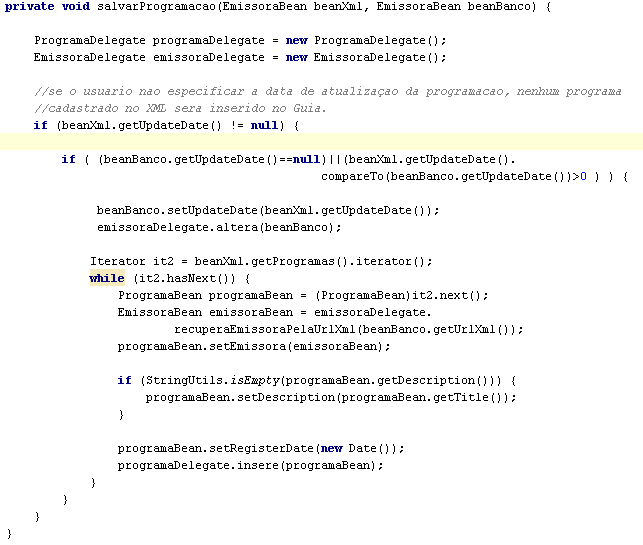 private void salvarProgramacao(EmissoraBean beanXml, EmissoraBean beanBanco) {
ProgramaDelegate programaDelegate = new ProgramaDelegate();
EmissoraDelegate emissoraDelegate = new EmissoraDelegate();
//se o usuario nao especificar a data de atualizaçao da programacao, nenhum programa
//cadastrado no XML sera inserido no Guia.
if (beanXml.getUpdateDate() != null) {
if ( (beanBanco.getUpdateDate()==null)||(beanXml.getUpdateDate().
compareTo(beanBanco.getUpdateDate())>0 ) ) {
beanBanco.setUpdateDate(beanXml.getUpdateDate());
emissoraDelegate.altera(beanBanco);
Iterator it2 = beanXml.getProgramas().iterator();
while (it2.hasNext()) {
ProgramaBean programaBean = (ProgramaBean)it2.next();
EmissoraBean emissoraBean = emissoraDelegate.
recuperaEmissoraPelaUrlXml(beanBanco.getUrlXml());
programaBean.setEmissora(emissoraBean);
if (StringUtils.isEmpty(programaBean.getDescription())) {
programaBean.setDescription(programaBean.getTitle());
}
programaBean.setRegisterDate(new Date());
programaDelegate.insere(programaBean);
}
}
}
}